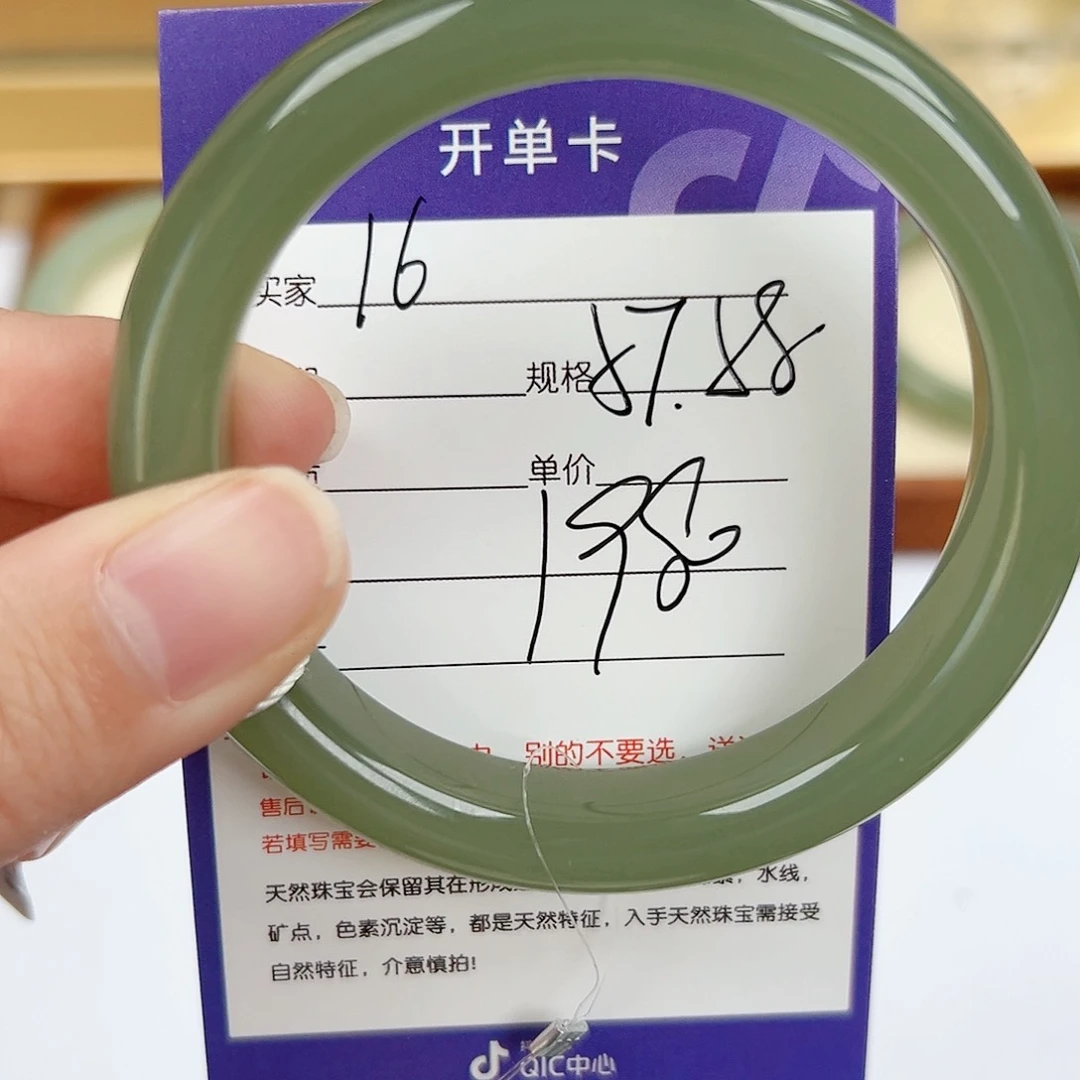 开单卡
买家 16
规格
单价
198
别的不要选，
售后
若填写需要
天然珠宝会保留其在形成 水线，
矿点，色素沉淀等，都是天然特征，入手天然珠宝需接受
自然特征，介意慎拍!
QIC中心